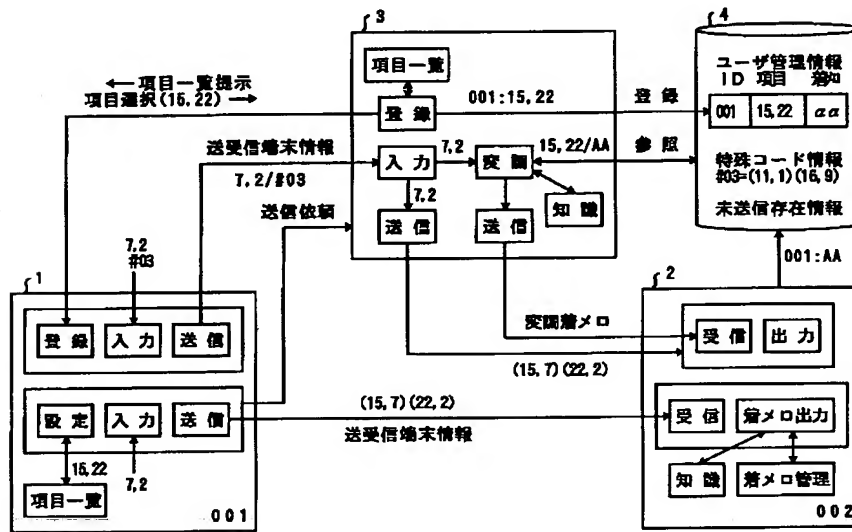 3
4
項目一覧
登録
← 項目一覧提示
項目選択(15,22) →
001:15,22
登録
ユーザ管理情報
ID 項目 着知
001 15,22 αα
送受信端末情報
7,2/#03
入力
7,2
変調
15,22/AA
参照
特殊コード情報
#03=(11,1)(16,9)
未送信存在情報
送信依頼
7,2
送信
送信
知識
001:AA
1
7,2
#03
登録
入力
送信
変調着メロ
(15,7)(22,2)
2
受信
出力
設定
入力
送信
(15,7)(22,2)
送受信端末情報
受信
着メロ出力
15,22
7,2
項目一覧
001
知識
着メロ管理
002